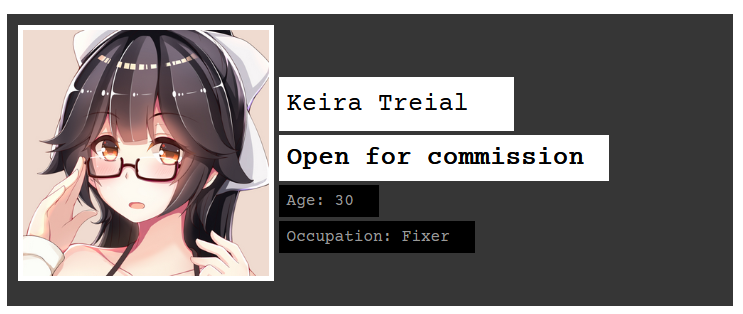 Keira Treial
Open for commission
Age: 30
Occupation: Fixer